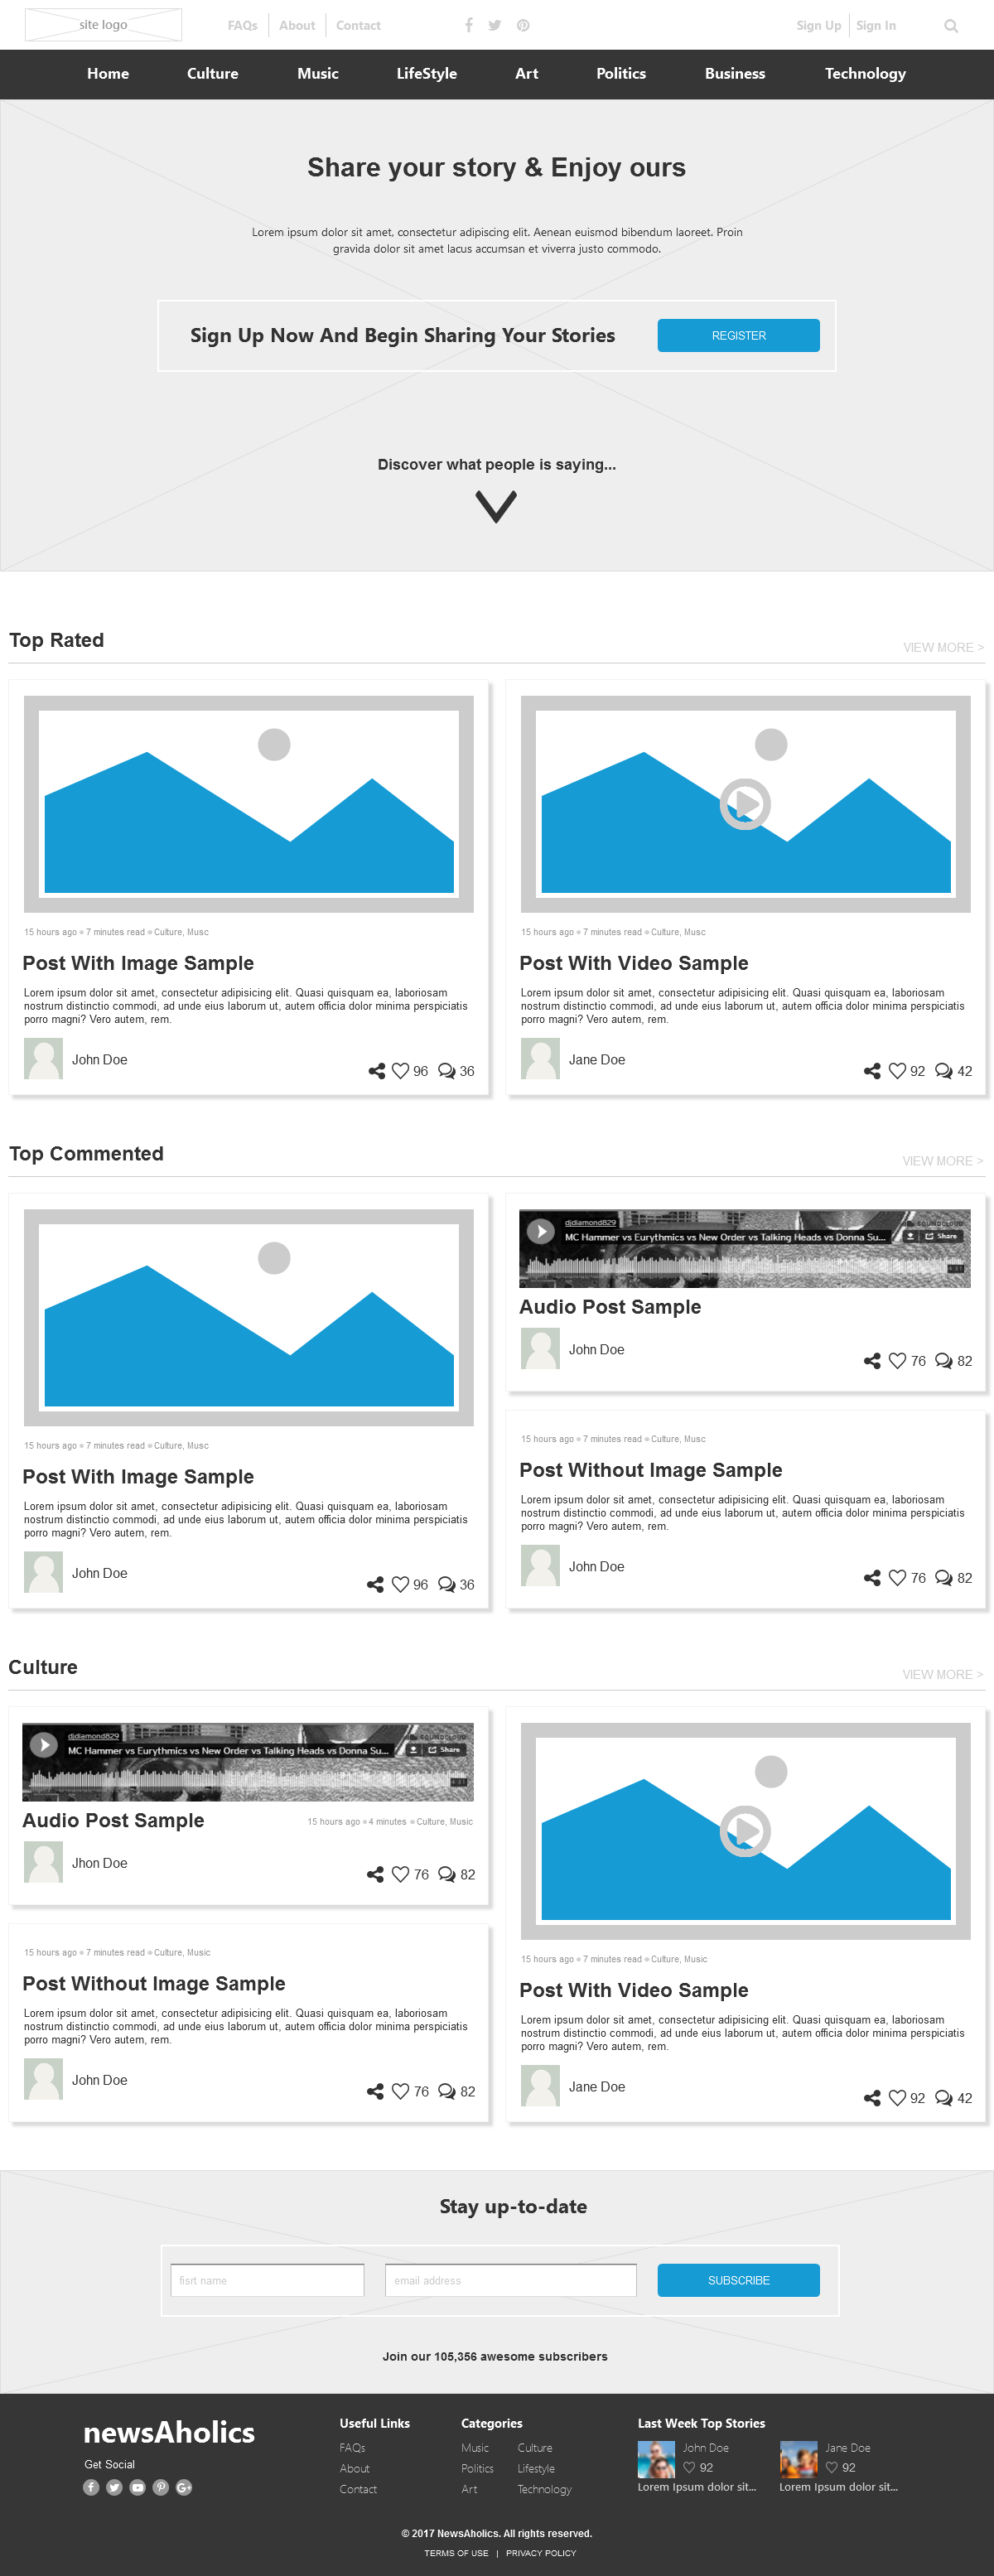 site logo
FAQs About Contact
Sign Up Sign In
Home Culture Music LifeStyle Art Politics Business Technology
Share your story & Enjoy ours
Lorem ipsum dolor sit amet, consectetur adipiscing elit. Aenean euismod bibendum laoreet. Proin
gravida dolor sit amet lacus accumsan et viverra justo commodo.
Sign Up Now And Begin Sharing Your Stories
REGISTER
Discover what people is saying...
Top Rated
VIEW MORE >
15 hours ago 7 minutes read Culture, Musc
Post With Image Sample
Lorem ipsum dolor sit amet, consectetur adipisicing elit. Quasi quisquam ea, laboriosam
nostrum distinctio commodi, ad unde eius laborum ut, autem officia dolor minima perspiciatis
porro magni? Vero autem, rem.
John Doe
96 36
15 hours ago 7 minutes read Culture, Musc
Post With Video Sample
Lorem ipsum dolor sit amet, consectetur adipisicing elit. Quasi quisquam ea, laboriosam
nostrum distinctio commodi, ad unde eius laborum ut, autem officia dolor minima perspiciatis
porro magni? Vero autem, rem.
Jane Doe
92 42
Top Commented
VIEW MORE >
15 hours ago 7 minutes read Culture, Musc
Post With Image Sample
Lorem ipsum dolor sit amet, consectetur adipisicing elit. Quasi quisquam ea, laboriosam
nostrum distinctio commodi, ad unde eius laborum ut, autem officia dolor minima perspiciatis
porro magni? Vero autem, rem.
John Doe
96 36
djdiamond829
SOUNDCLOUD
MC Hammer vs Eurythmics vs New Order vs Talking Heads vs Donna Su...
Share
4:31
Audio Post Sample
John Doe
76 82
15 hours ago 7 minutes read Culture, Musc
Post Without Image Sample
Lorem ipsum dolor sit amet, consectetur adipisicing elit. Quasi quisquam ea, laboriosam
nostrum distinctio commodi, ad unde eius laborum ut, autem officia dolor minima perspiciatis
porro magni? Vero autem, rem.
John Doe
76 82
Culture
VIEW MORE >
djdiamond829
SOUNDCLOUD
MC Hammer vs Eurythmics vs New Order vs Talking Heads vs Donna Su...
Share
4:31
Audio Post Sample
15 hours ago 4 minutes Culture, Music
Jhon Doe
76 82
15 hours ago 7 minutes read Culture, Music
Post Without Image Sample
Lorem ipsum dolor sit amet, consectetur adipisicing elit. Quasi quisquam ea, laboriosam
nostrum distinctio commodi, ad unde eius laborum ut, autem officia dolor minima perspiciatis
porro magni? Vero autem, rem.
John Doe
76 82
15 hours ago 7 minutes read Culture, Music
Post With Video Sample
Lorem ipsum dolor sit amet, consectetur adipisicing elit. Quasi quisquam ea, laboriosam
nostrum distinctio commodi, ad unde eius laborum ut, autem officia dolor minima perspiciatis
porro magni? Vero autem, rem.
Jane Doe
92 42
Stay up-to-date
fisrt name
email address
SUBSCRIBE
Join our 105,356 awesome subscribers
newsAholics
Get Social
Useful Links
FAQs
About
Contact
Categories
Music Culture
Politics Lifestyle
Art Technology
Last Week Top Stories
John Doe
92
Lorem Ipsum dolor sit...
Jane Doe
92
Lorem Ipsum dolor sit...
© 2017 NewsAholics. All rights reserved.
TERMS OF USE | PRIVACY POLICY